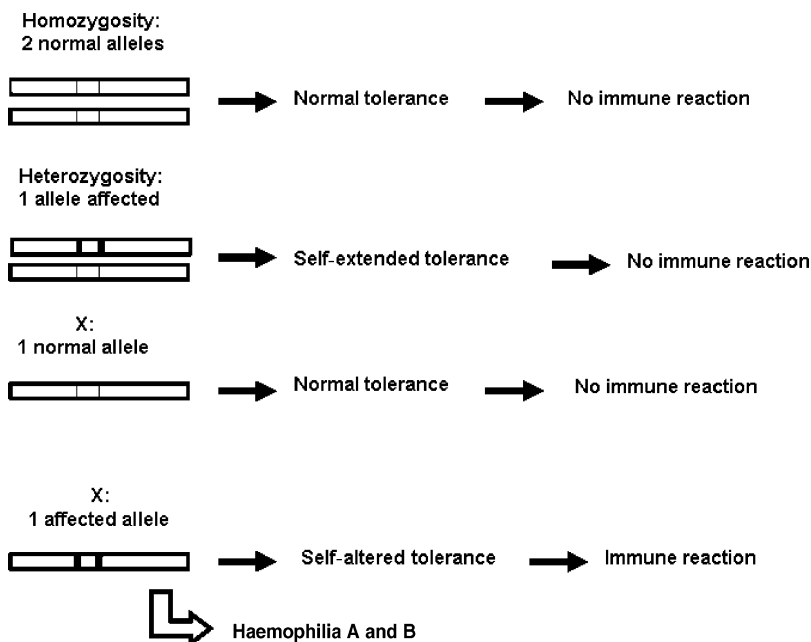 Homozygosity:
2 normal alleles
Normal tolerance
No immune reaction
Heterozygosity:
1 allele affected
Self-extended tolerance
No immune reaction
X:
1 normal allele
Normal tolerance
No immune reaction
X:
1 affected allele
Self-altered tolerance
Immune reaction
Haemophilia A and B